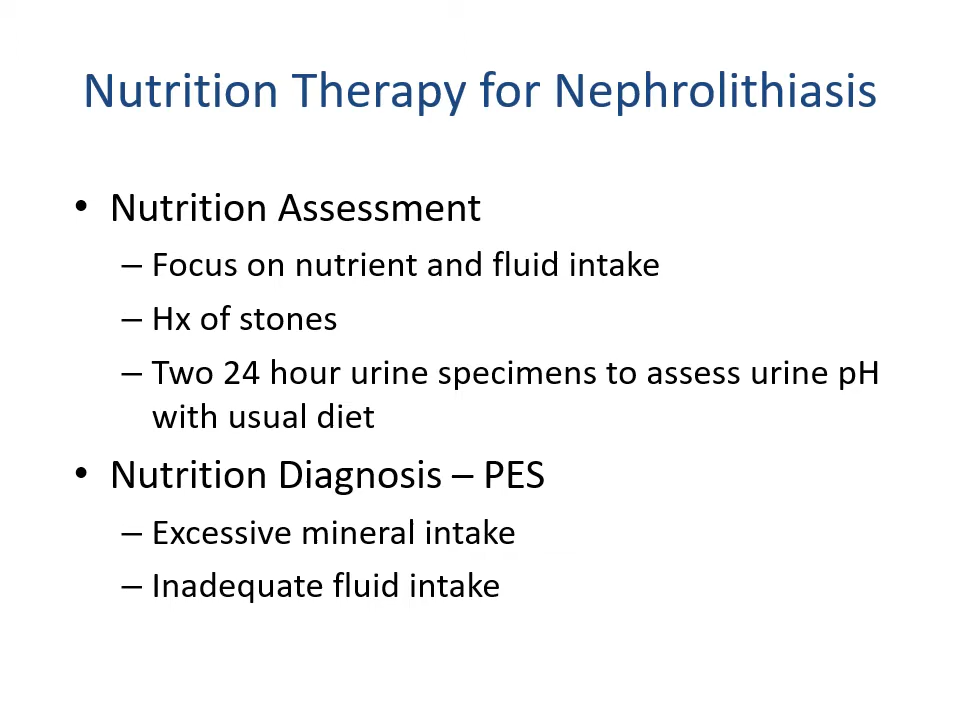 Nutrition Therapy for Nephrolithiasis
• Nutrition Assessment
– Focus on nutrient and fluid intake
– Hx of stones
– Two 24 hour urine specimens to assess urine pH
with usual diet
• Nutrition Diagnosis – PES
– Excessive mineral intake
– Inadequate fluid intake